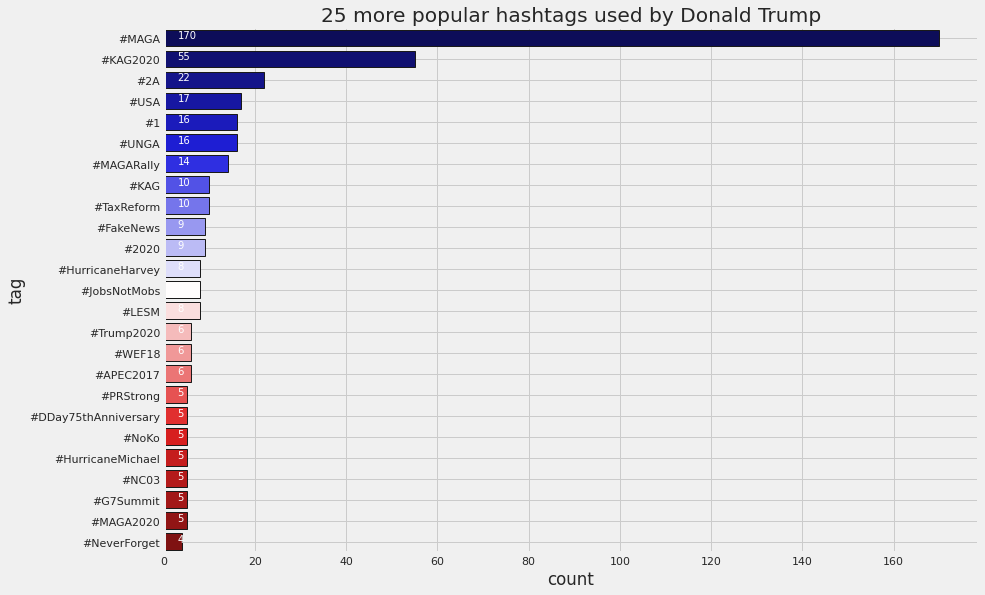 25 more popular hashtags used by Donald Trump
tag
#MAGA 170
#KAG2020 55
#2A 22
#USA 17
#1 16
#UNGA 16
#MAGARally 14
#KAG 10
#TaxReform 10
#FakeNews 9
#2020 9
#HurricaneHarvey 8
#JobsNotMobs
#LESM 8
#Trump2020 6
#WEF18 6
#APEC2017 6
#PRStrong 5
#DDay75thAnniversary 5
#NoKo 5
#HurricaneMichael 5
#NC03 5
#G7Summit 5
#MAGA2020 5
#NeverForget 4
0 20 40 60 80 100 120 140 160
count